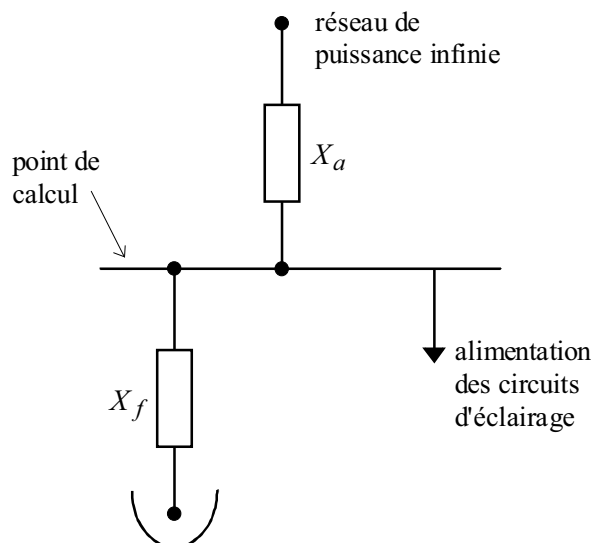 réseau de
puissance infinie
X_a
point de
calcul
alimentation
des circuits
d'éclairage
X_f